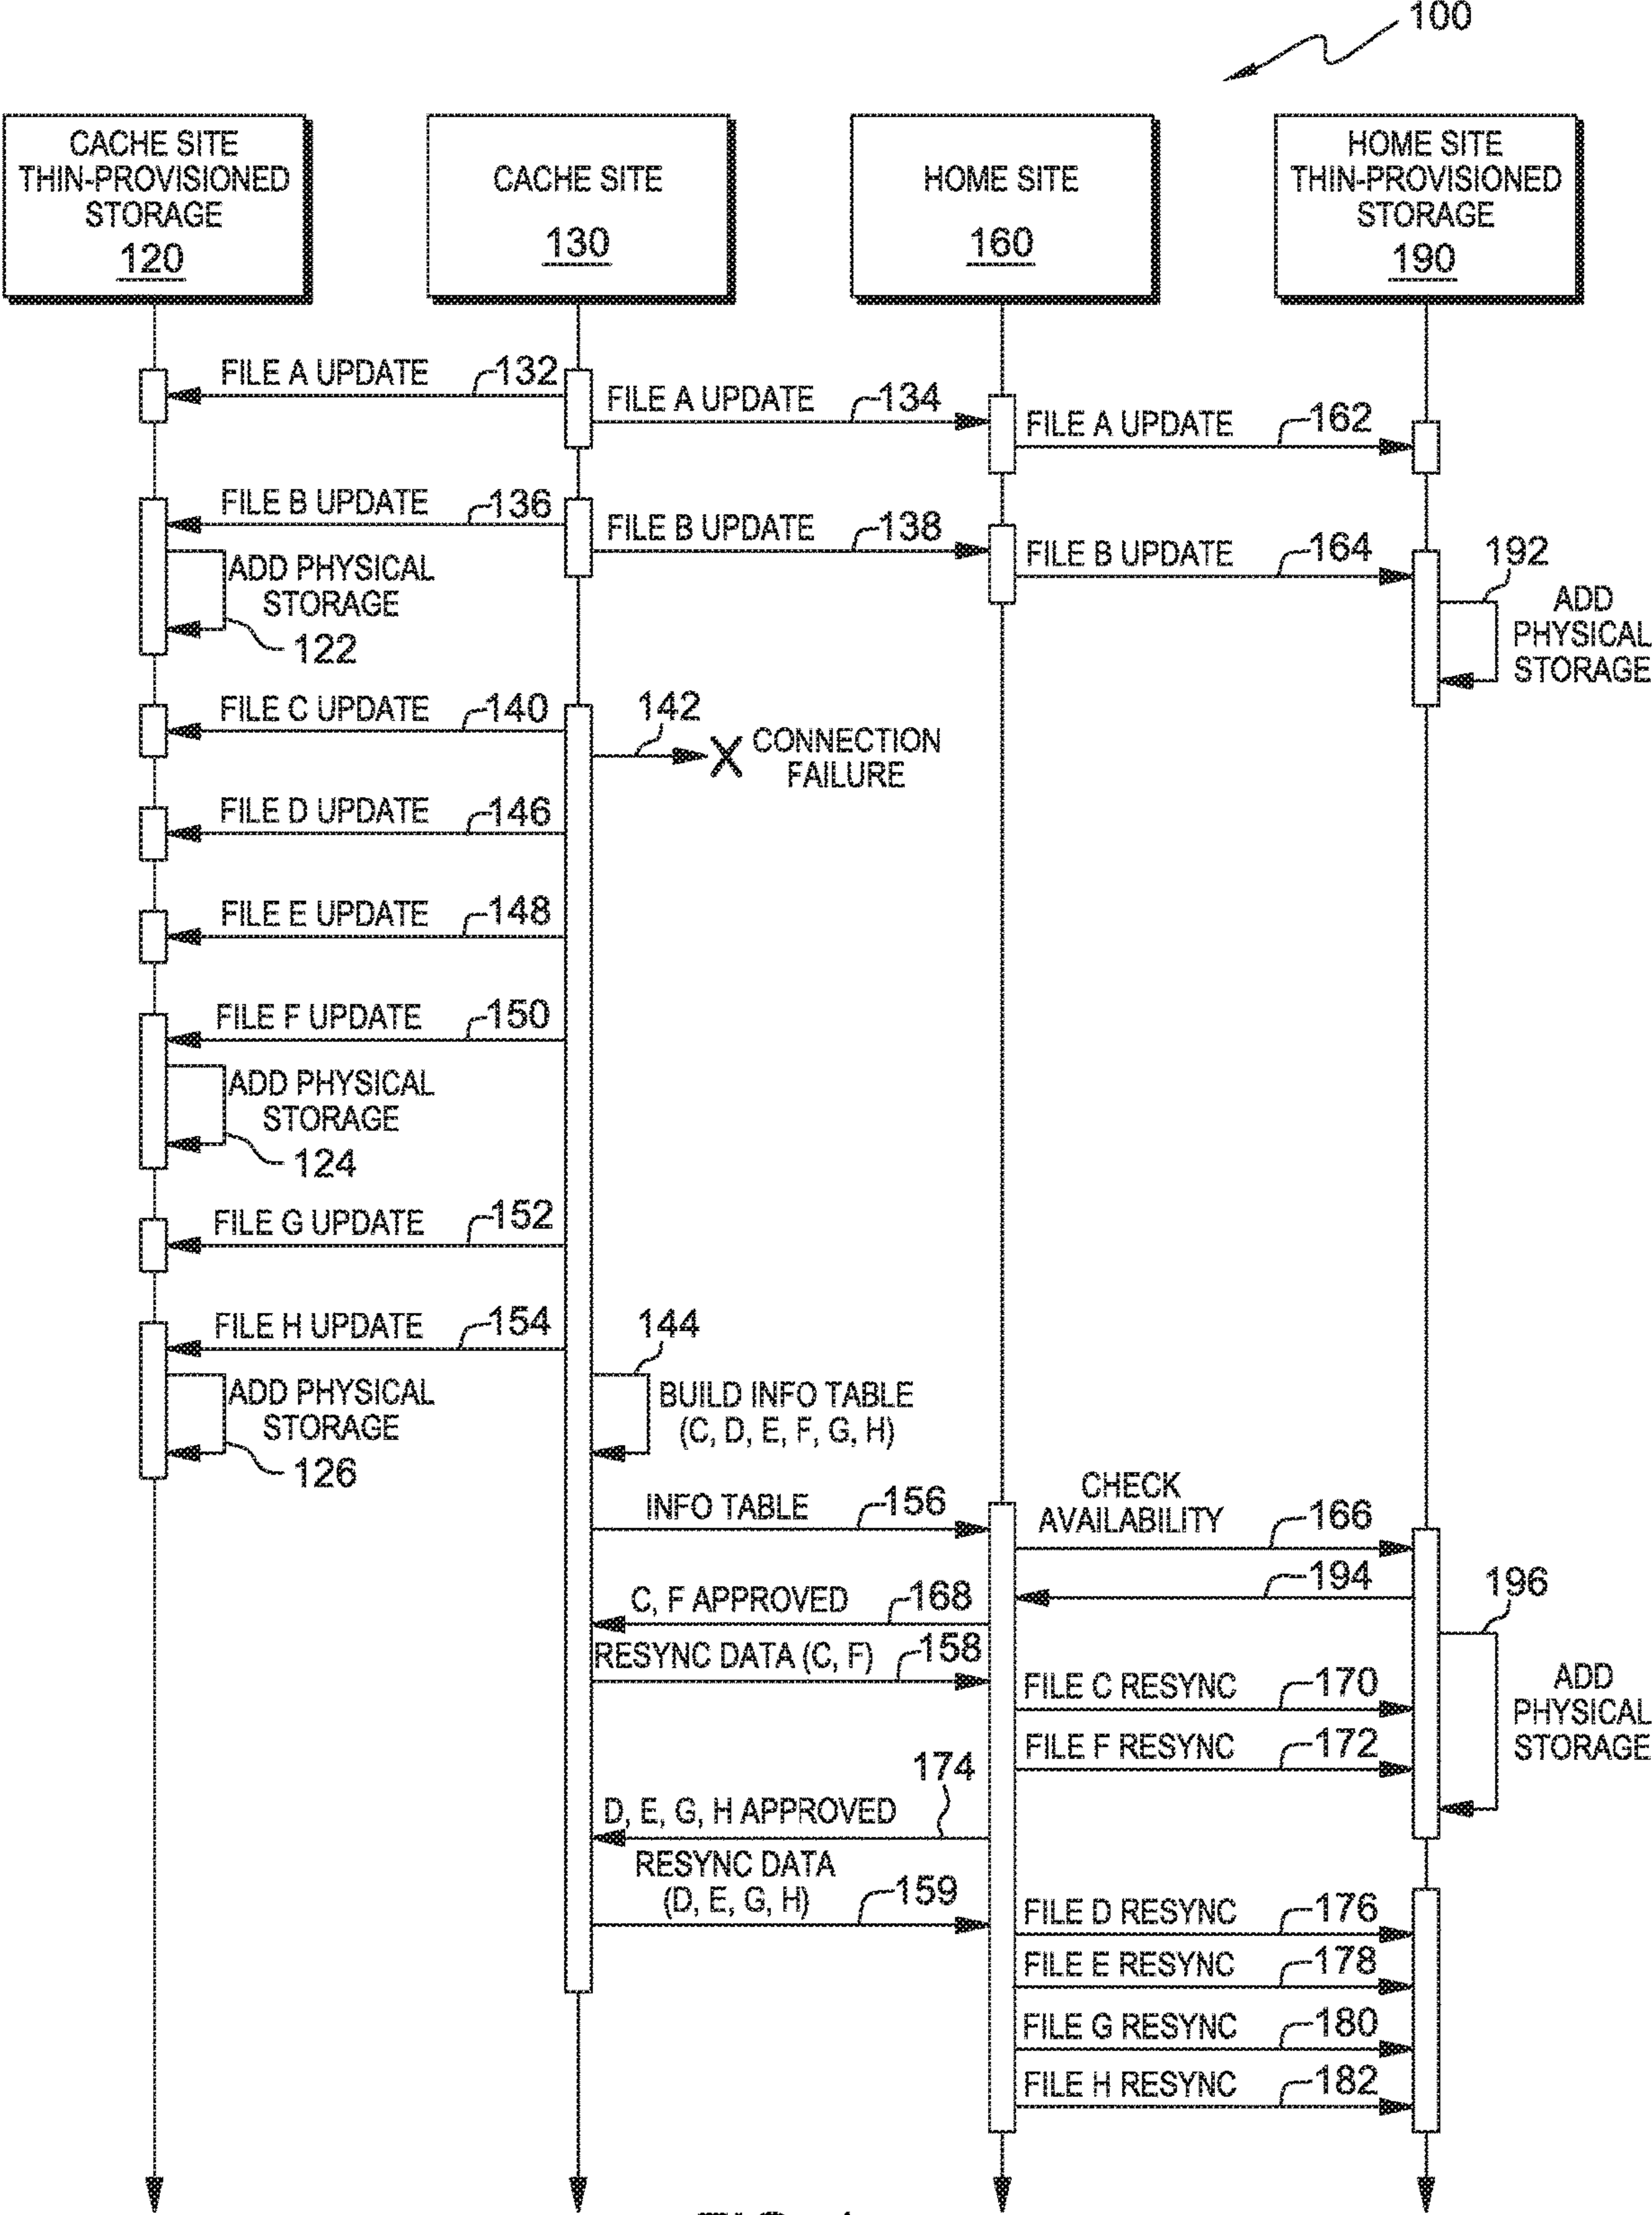 100
CACHE SITE
THIN-PROVISIONED
STORAGE
120
CACHE SITE
130
HOME SITE
160
HOME SITE
THIN-PROVISIONED
STORAGE
190
FILE A UPDATE 132
FILE A UPDATE 134
FILE A UPDATE 162
FILE B UPDATE 136
FILE B UPDATE 138
FILE B UPDATE 164
192
ADD PHYSICAL
STORAGE
122
ADD
PHYSICAL
STORAGE
FILE C UPDATE 140
142
CONNECTION
FAILURE
FILE D UPDATE 146
FILE E UPDATE 148
FILE F UPDATE 150
ADD PHYSICAL
STORAGE
124
FILE G UPDATE 152
FILE H UPDATE 154
144
ADD PHYSICAL
STORAGE
126
BUILD INFO TABLE
(C, D, E, F, G, H)
INFO TABLE 156
CHECK
AVAILABILITY 166
194
196
C, F APPROVED 168
RESYNC DATA (C, F) 158
FILE C RESYNC 170
ADD
PHYSICAL
STORAGE
FILE F RESYNC 172
174
D, E, G, H APPROVED
RESYNC DATA
(D, E, G, H) 159
FILE D RESYNC 176
FILE E RESYNC 178
FILE G RESYNC 180
FILE H RESYNC 182